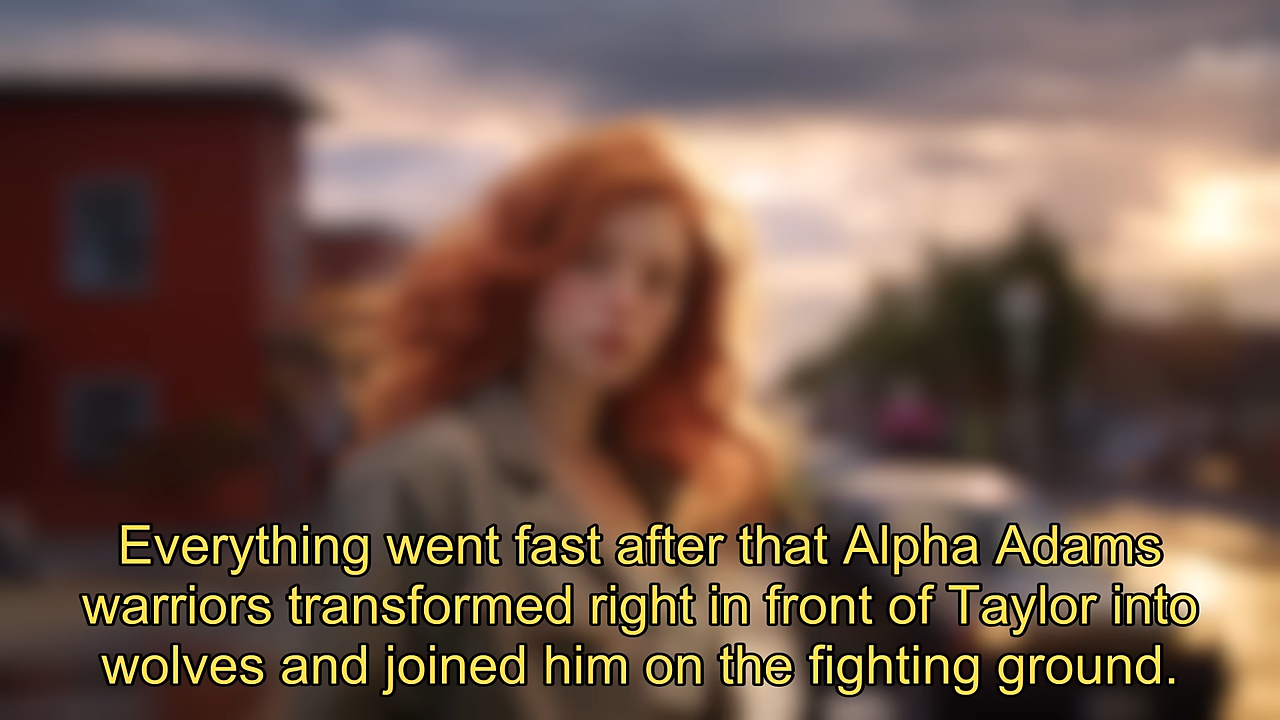 Everything went fast after that Alpha Adams
warriors transformed right in front of Taylor into
wolves and joined him on the fighting ground.